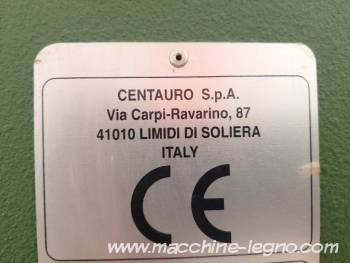 CENTAURO S.p.A.
Via Carpi-Ravarino, 87
41010 LIMIDI DI SOLIERA
ITALY
CE
www.macchine-legno.com